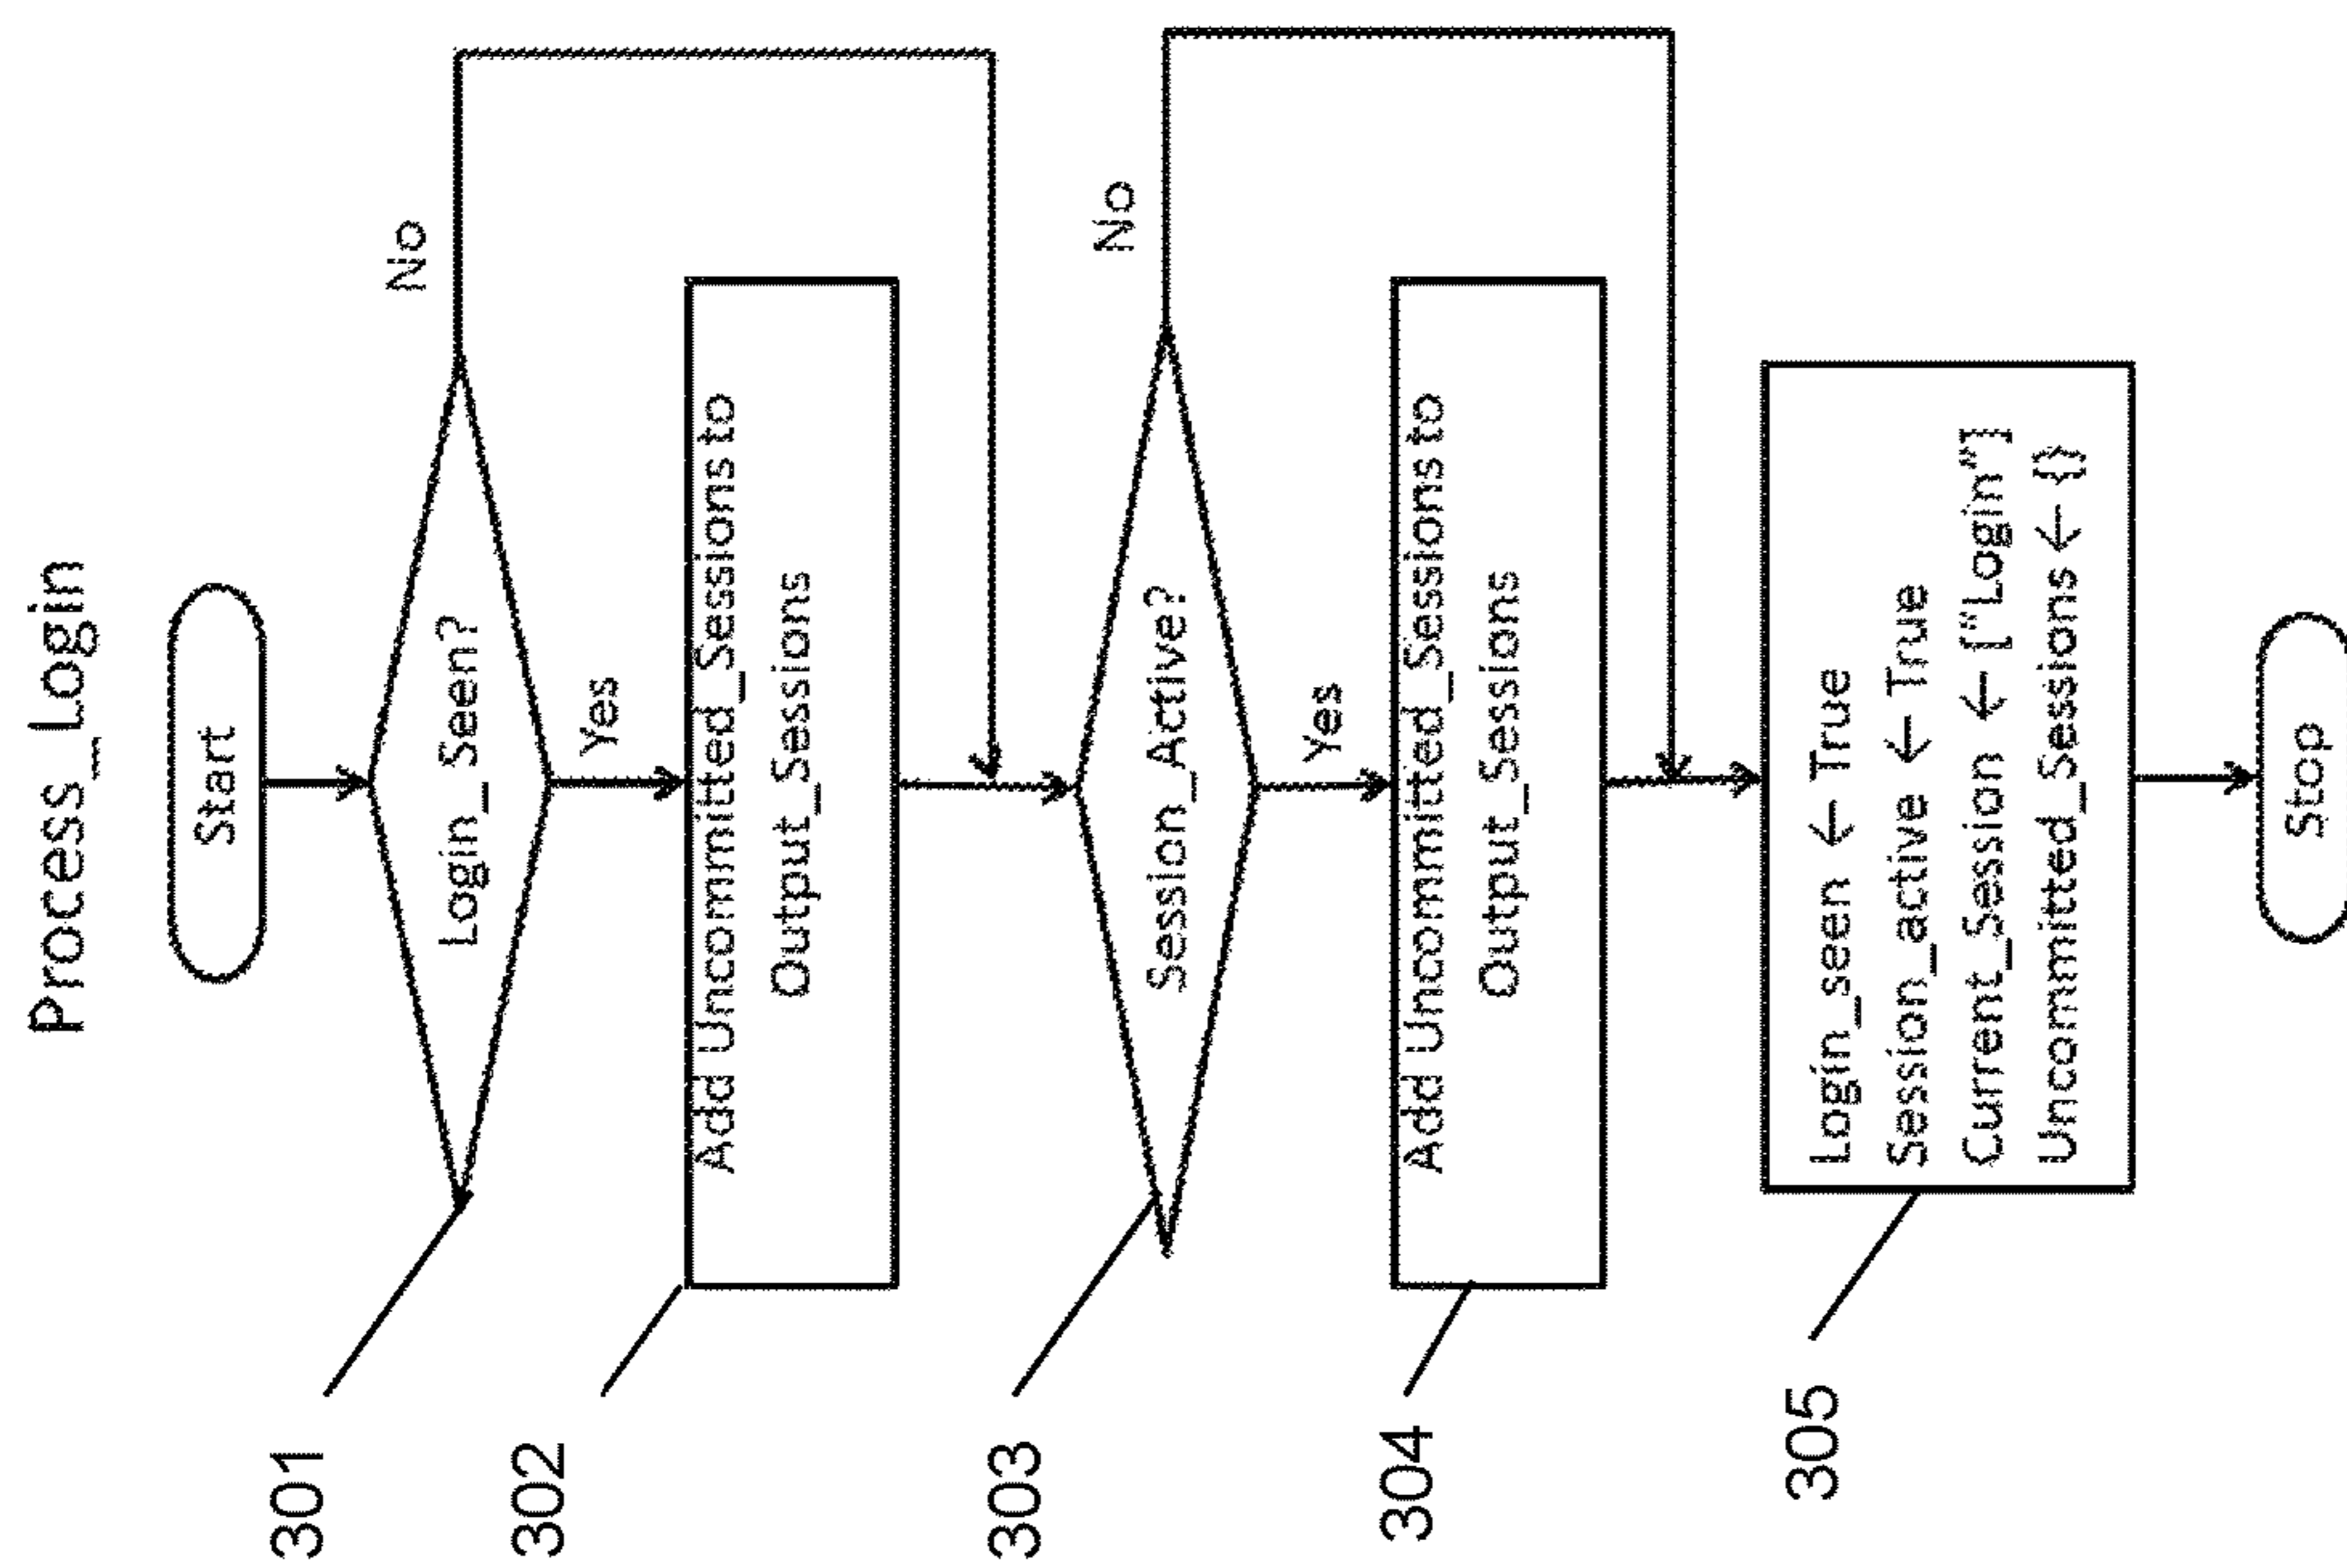 Process_Login
Start
301
Login_Seen?
No
Yes
302
Add Uncommitted_Sessions to
Output_Sessions
303
Session_Active?
No
Yes
304
Add Uncommitted_Sessions to
Output_Sessions
305
Login_seen ← True
Session_active ← True
Current_Session ← ["Login"]
Uncommitted_Sessions ← {}
Stop